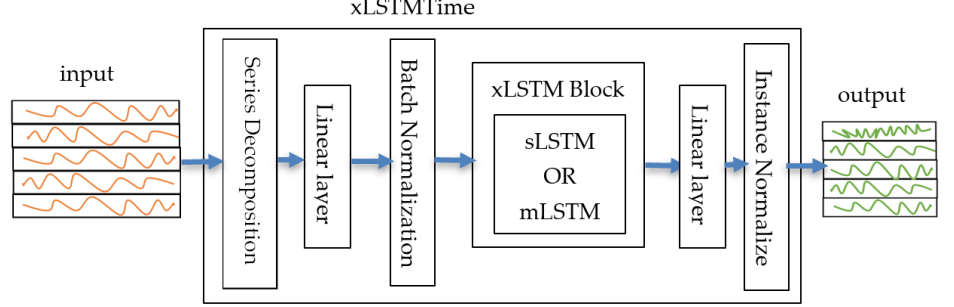 xLSTMTime
input
Series Decomposition
Linear layer
Batch Normalization
xLSTM Block
sLSTM
OR
mLSTM
Linear layer
Instance Normalize
output